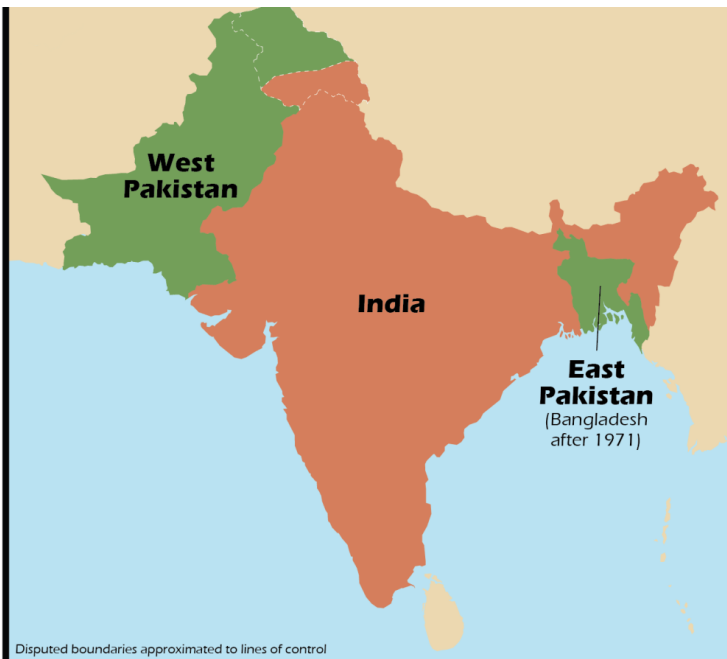 West
Pakistan
India
East
Pakistan
(Bangladesh
after 1971)
Disputed boundaries approximated to lines of control